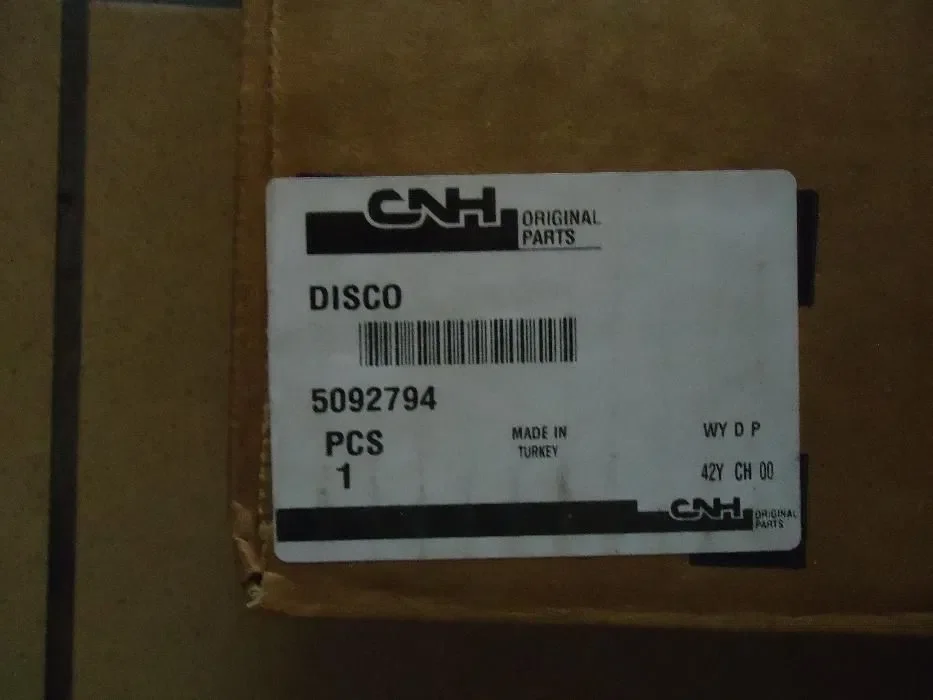 CNH ORIGINAL
PARTS
DISCO
5092794
PCS
1
MADE IN
TURKEY
WY D P
42Y CH 00
CNH ORIGINAL
PARTS